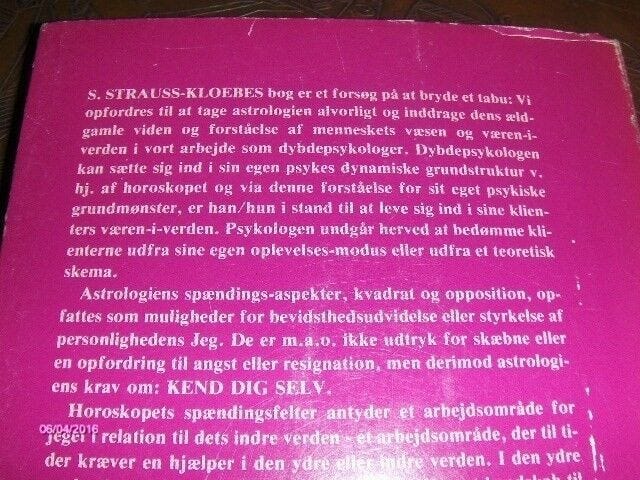 S. STRAUSS-KLOEBES bog er et forsøg på at bryde et tabu: Vi
opfordres til at tage astrologien alvorligt og inddrage dens æld-
gamle viden og forståelse af menneskets væsen og væren-i-
verden i vort arbejde som dybdepsykologer. Dybdepsykologen
kan sætte sig ind i sin egen psykes dynamiske grundstruktur v.
hj. af horoskopet og via denne forståelse for sit eget psykiske
grundmønster, er han/hun i stand til at leve sig ind i sine klien-
ters væren-i-verden. Psykologen undgår herved at bedømme kli-
enterne udfra sine egen oplevelses-modus eller udfra et teoretisk
skema.
Astrologiens spændings-aspekter, kvadrat og opposition, op-
fattes som muligheder for bevidsthedsudvidelse eller styrkelse af
personlighedens Jeg. De er m.a.o. ikke udtryk for skæbne eller
en opfordring til angst eller resignation, men derimod astrologi-
ens krav om: KEND DIG SELV.
Horoskopets spændingsfelter antyder et arbejdsområde for
jeget i relation til dets indre verden - et arbejdsområde, der til ti-
der kræver en hjælper i den ydre eller indre verden. I den ydre
06/04/2016